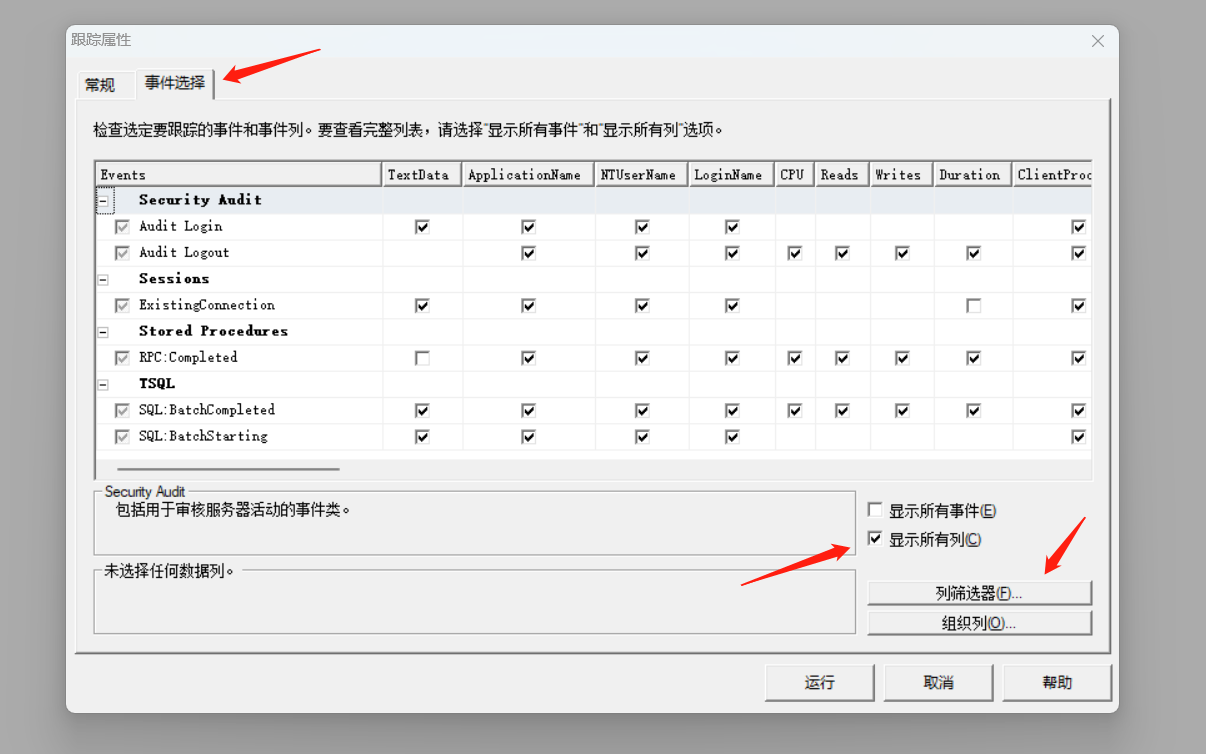 跟踪属性
常规 事件选择
检查选定要跟踪的事件和事件列。要查看完整列表，请选择"显示所有事件"和"显示所有列"选项。
Events TextData ApplicationName NTUserName LoginName CPU Reads Writes Duration ClientProc
Security Audit
Audit Login
Audit Logout
Sessions
ExistingConnection
Stored Procedures
RPC:Completed
TSQL
SQL:BatchCompleted
SQL:BatchStarting
Security Audit
包括用于审核服务器活动的事件类。
显示所有事件(E)
显示所有列(C)
未选择任何数据列。
列筛选器(F)...
组织列(O)...
运行 取消 帮助